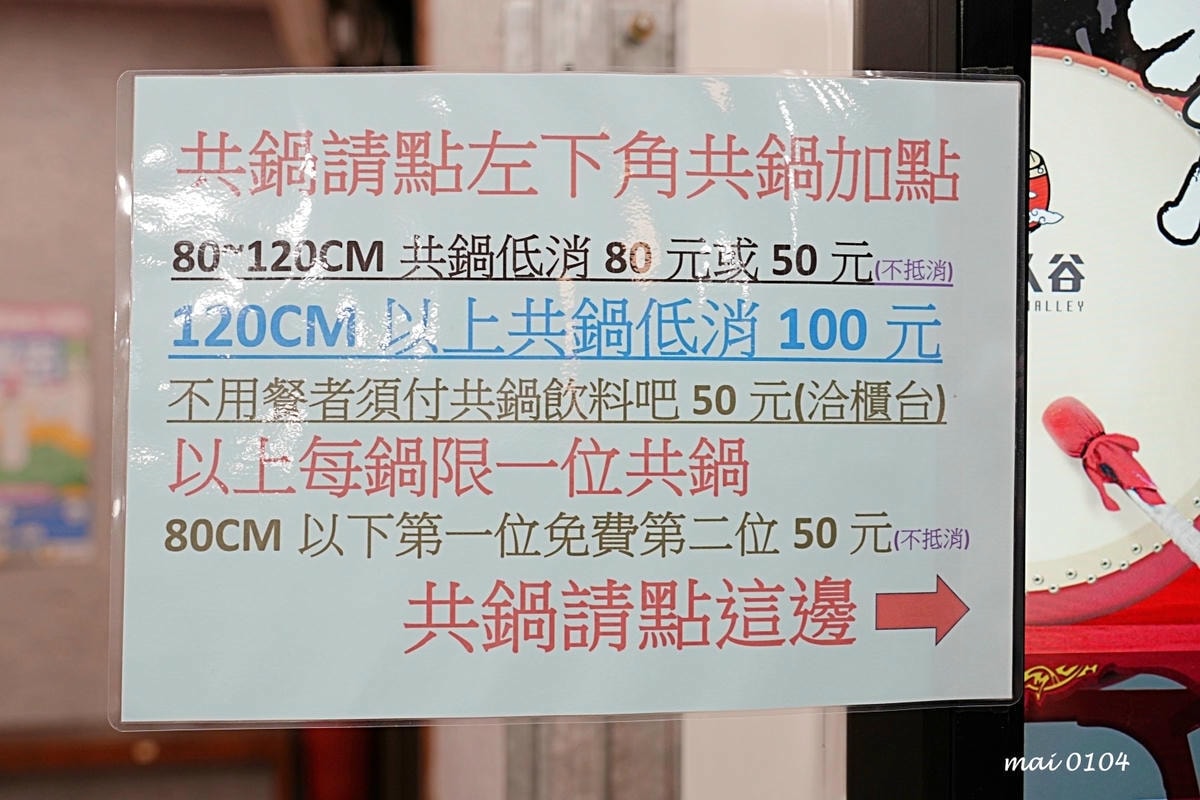 共鍋請點左下角共鍋加點
80~120CM 共鍋低消 80 元或 50 元(不抵消)
120CM 以上共鍋低消 100 元
不用餐者須付共鍋飲料吧 50 元(洽櫃台)
以上每鍋限一位共鍋
80CM 以下第一位免費第二位 50 元(不抵消)
共鍋請點這邊
谷
ALLEY
mai 0104